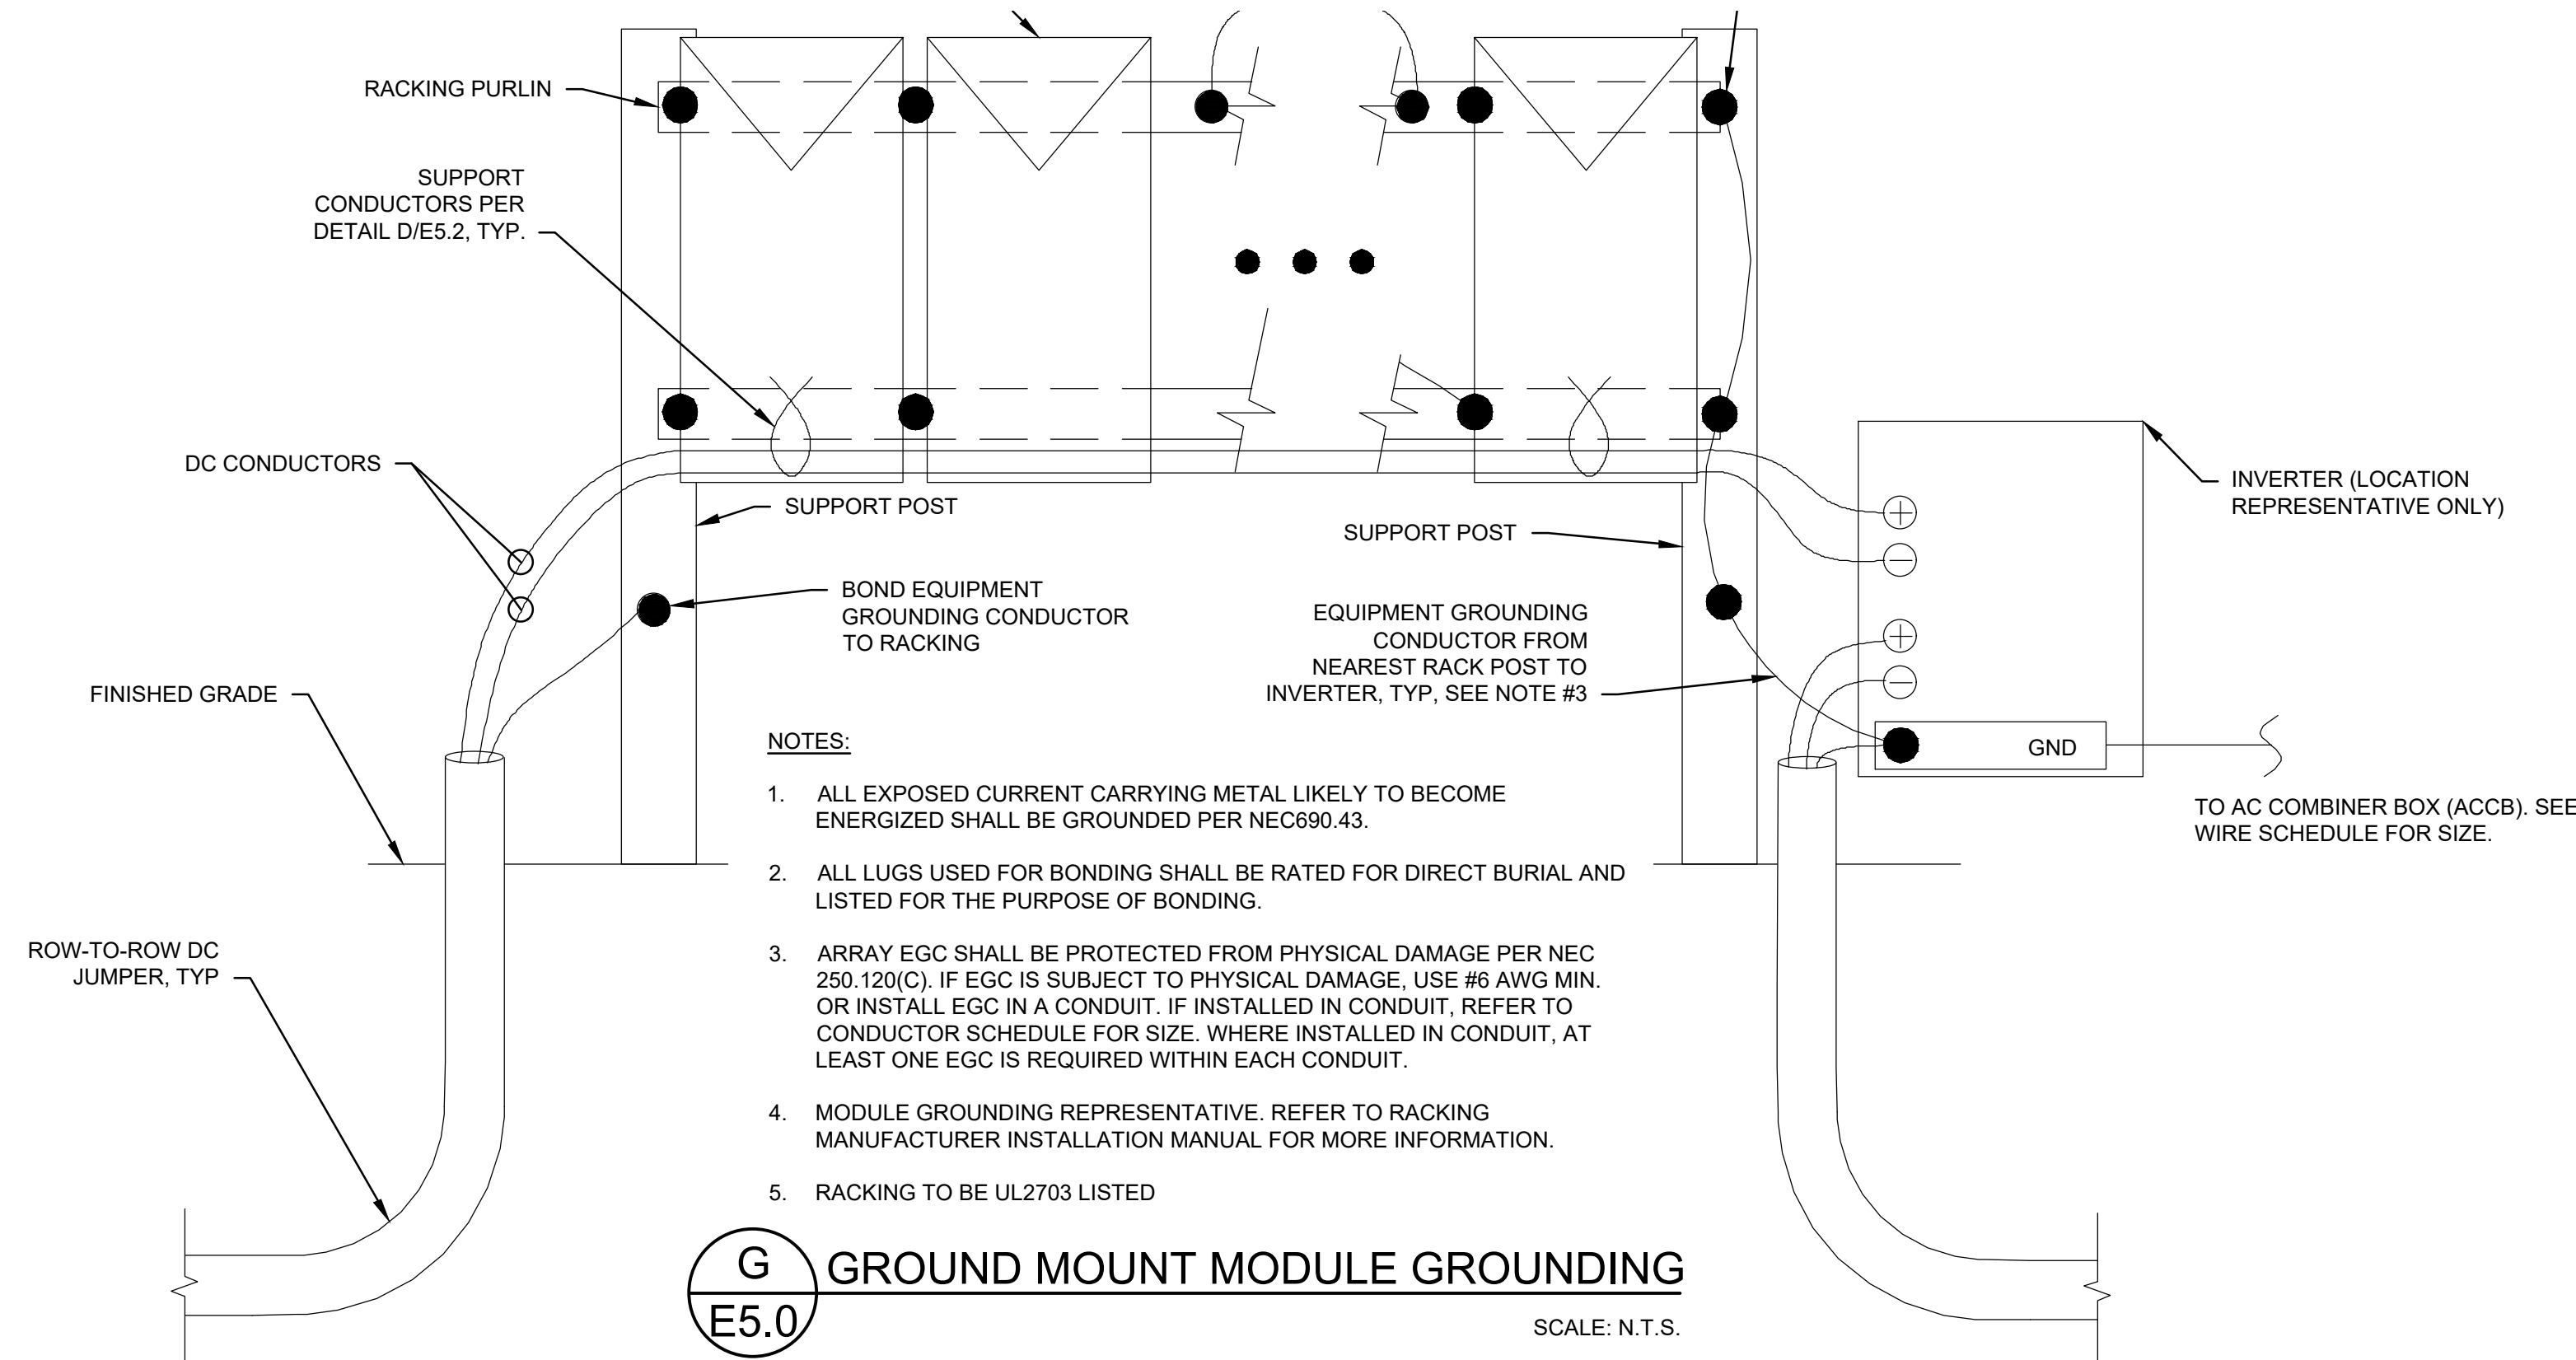 RACKING PURLIN
SUPPORT
CONDUCTORS PER
DETAIL D/E5.2, TYP.
DC CONDUCTORS
SUPPORT POST
SUPPORT POST
INVERTER (LOCATION
REPRESENTATIVE ONLY)
BOND EQUIPMENT
GROUNDING CONDUCTOR
TO RACKING
EQUIPMENT GROUNDING
CONDUCTOR FROM
NEAREST RACK POST TO
INVERTER, TYP, SEE NOTE #3
FINISHED GRADE
GND
TO AC COMBINER BOX (ACCB). SEE
WIRE SCHEDULE FOR SIZE.
ROW-TO-ROW DC
JUMPER, TYP
NOTES:
1. ALL EXPOSED CURRENT CARRYING METAL LIKELY TO BECOME
ENERGIZED SHALL BE GROUNDED PER NEC690.43.
2. ALL LUGS USED FOR BONDING SHALL BE RATED FOR DIRECT BURIAL AND
LISTED FOR THE PURPOSE OF BONDING.
3. ARRAY EGC SHALL BE PROTECTED FROM PHYSICAL DAMAGE PER NEC
250.120(C). IF EGC IS SUBJECT TO PHYSICAL DAMAGE, USE #6 AWG MIN.
OR INSTALL EGC IN A CONDUIT. IF INSTALLED IN CONDUIT, REFER TO
CONDUCTOR SCHEDULE FOR SIZE. WHERE INSTALLED IN CONDUIT, AT
LEAST ONE EGC IS REQUIRED WITHIN EACH CONDUIT.
4. MODULE GROUNDING REPRESENTATIVE. REFER TO RACKING
MANUFACTURER INSTALLATION MANUAL FOR MORE INFORMATION.
5. RACKING TO BE UL2703 LISTED
G
E5.0
GROUND MOUNT MODULE GROUNDING
SCALE: N.T.S.